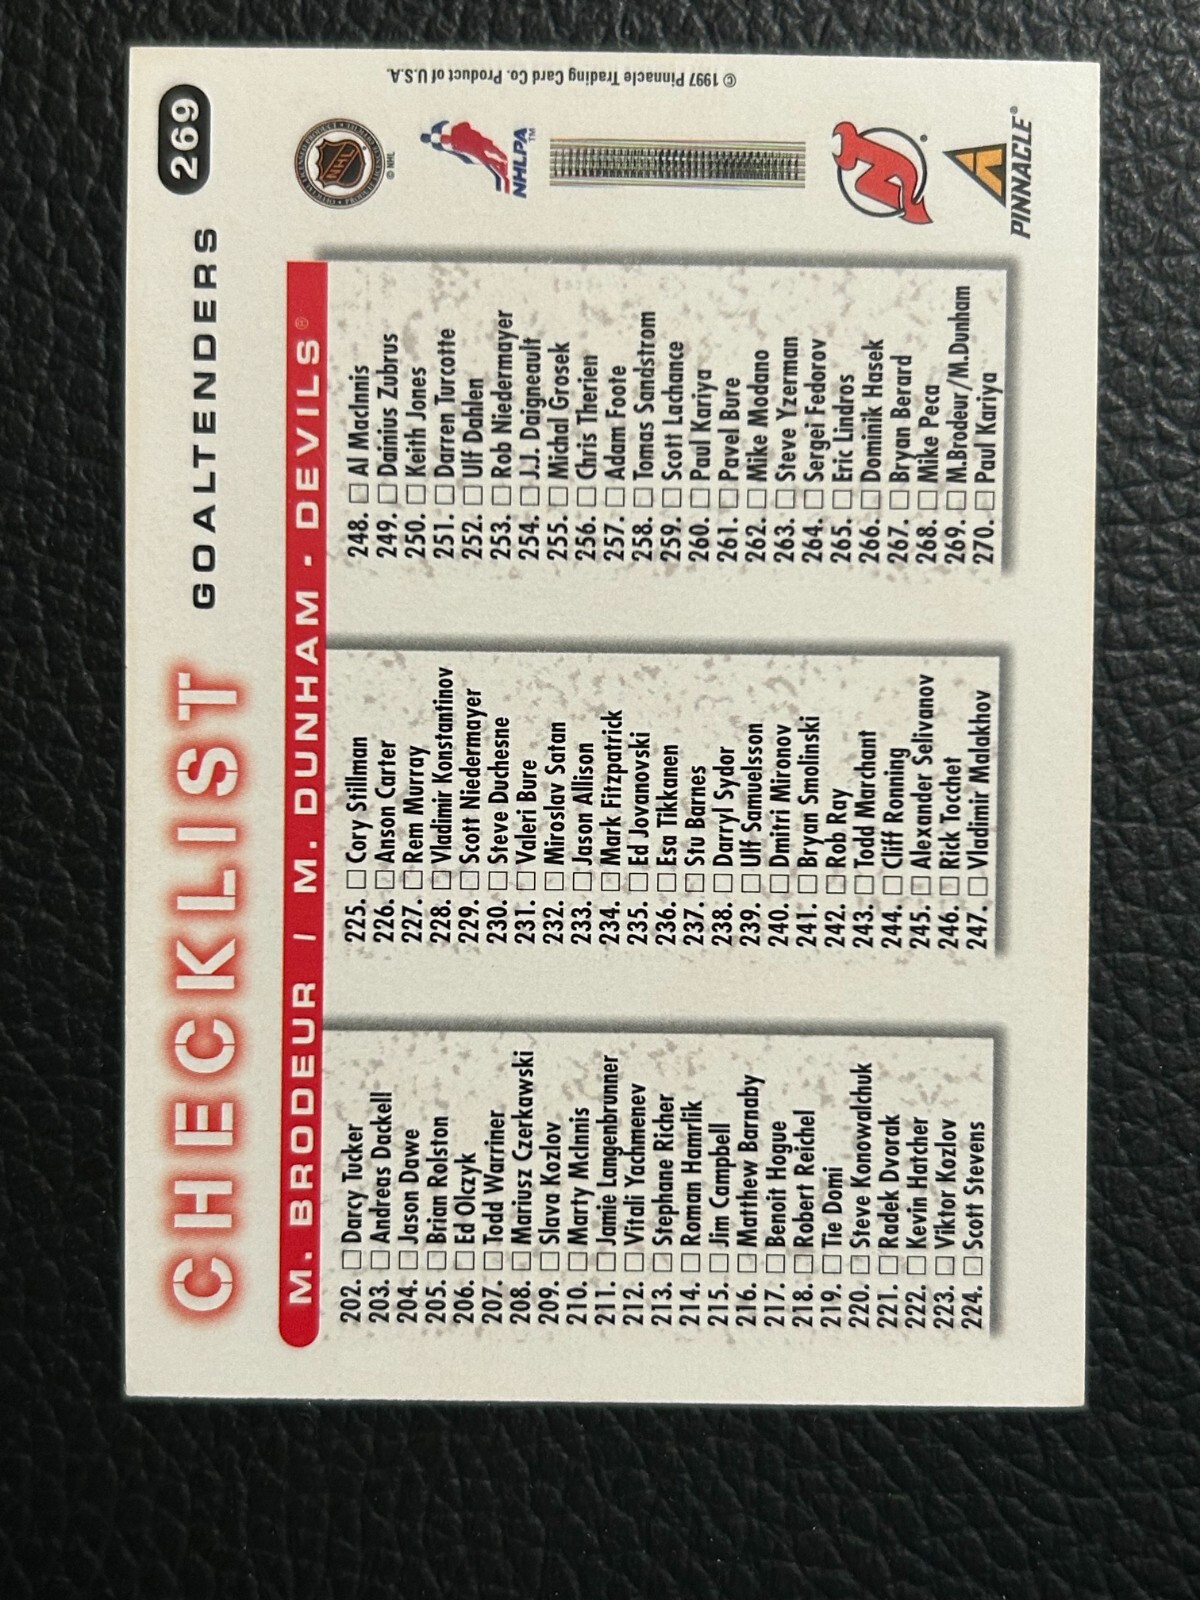 CHECKLIST GOALTENDERS 269
M. BRODEUR / M. DUNHAM - DEVILS®
202. Darcy Tucker
203. Andreas Dackell
204. Jason Dawe
205. Brian Rolston
206. Ed Olczyk
207. Todd Warriner
208. Mariusz Czerkawski
209. Slava Kozlov
210. Marty McInnis
211. Jamie Langenbrunner
212. Vitali Yachmenev
213. Stephane Richer
214. Roman Hamrlik
215. Jim Campbell
216. Matthew Barnaby
217. Benoit Hogue
218. Robert Reichel
219. Tie Domi
220. Steve Konowalchuk
221. Radek Dvorak
222. Kevin Hatcher
223. Viktor Kozlov
224. Scott Stevens
225. Cory Stillman
226. Anson Carter
227. Rem Murray
228. Vladimir Konstantinov
229. Scott Niedermayer
230. Steve Duchesne
231. Valeri Bure
232. Miroslav Satan
233. Jason Allison
234. Mark Fitzpatrick
235. Ed Jovanovski
236. Esa Tikkanen
237. Stu Barnes
238. Darryl Sydor
239. Ulf Samuelsson
240. Dmitri Mironov
241. Bryan Smolinski
242. Rob Ray
243. Todd Marchant
244. Cliff Ronning
245. Alexander Selivanov
246. Rick Tocchet
247. Vladimir Malakhov
248. Al MacInnis
249. Dainius Zubrus
250. Keith Jones
251. Darren Turcotte
252. Ulf Dahlen
253. Rob Niedermayer
254. J.J. Daigneault
255. Michal Grosek
256. Chris Therien
257. Adam Foote
258. Tomas Sandstrom
259. Scott Lachance
260. Paul Kariya
261. Pavel Bure
262. Mike Modano
263. Steve Yzerman
264. Sergei Fedorov
265. Eric Lindros
266. Dominik Hasek
267. Bryan Berard
268. Mike Peca
269. M.Brodeur/M.Dunham
270. Paul Kariya
NHL
© NHL
NHLPA™
PINNACLE®
© 1997 Pinnacle Trading Card Co. Product of U.S.A.